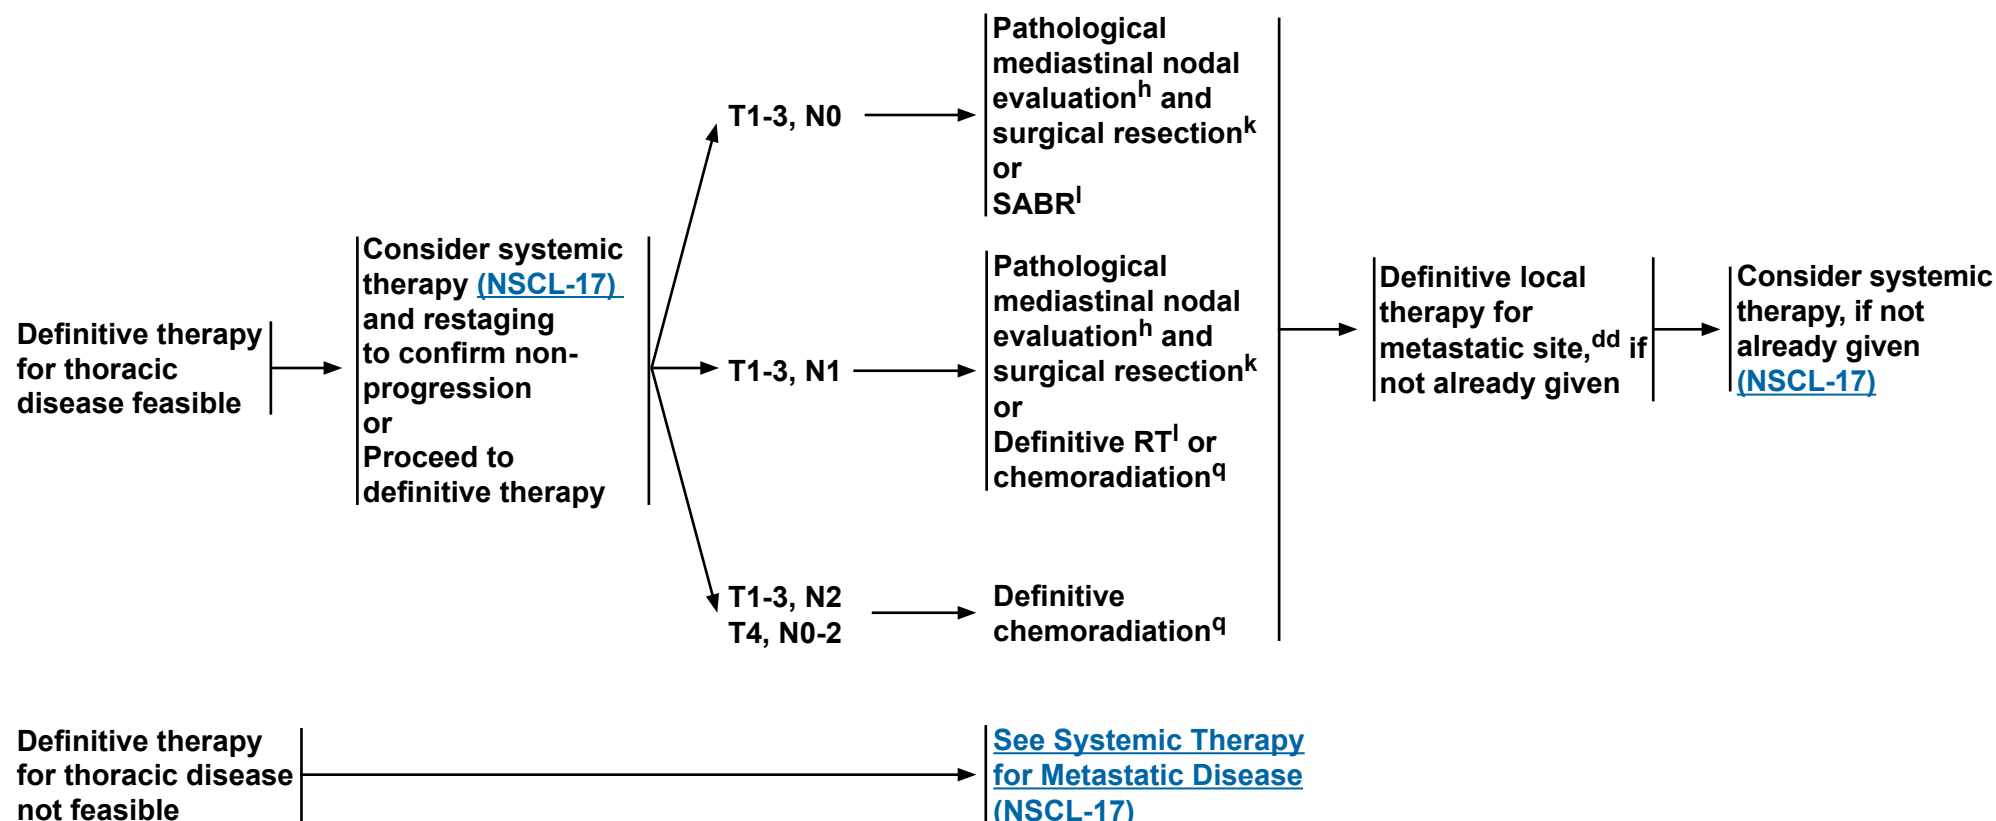 Definitive therapy
for thoracic
disease feasible
Consider systemic
therapy (NSCL-17)
and restaging
to confirm non-
progression
or
Proceed to
definitive therapy
T1-3, N0
Pathological
mediastinal nodal
evaluationʰ and
surgical resectionᵏ
or
SABRˡ
T1-3, N1
Pathological
mediastinal nodal
evaluationʰ and
surgical resectionᵏ
or
Definitive RTˡ or
chemoradiation^q
T1-3, N2
T4, N0-2
Definitive
chemoradiation^q
Definitive local
therapy for
metastatic site,ᵈᵈ if
not already given
Consider systemic
therapy, if not
already given
(NSCL-17)
Definitive therapy
for thoracic disease
not feasible
See Systemic Therapy
for Metastatic Disease
(NSCL-17)